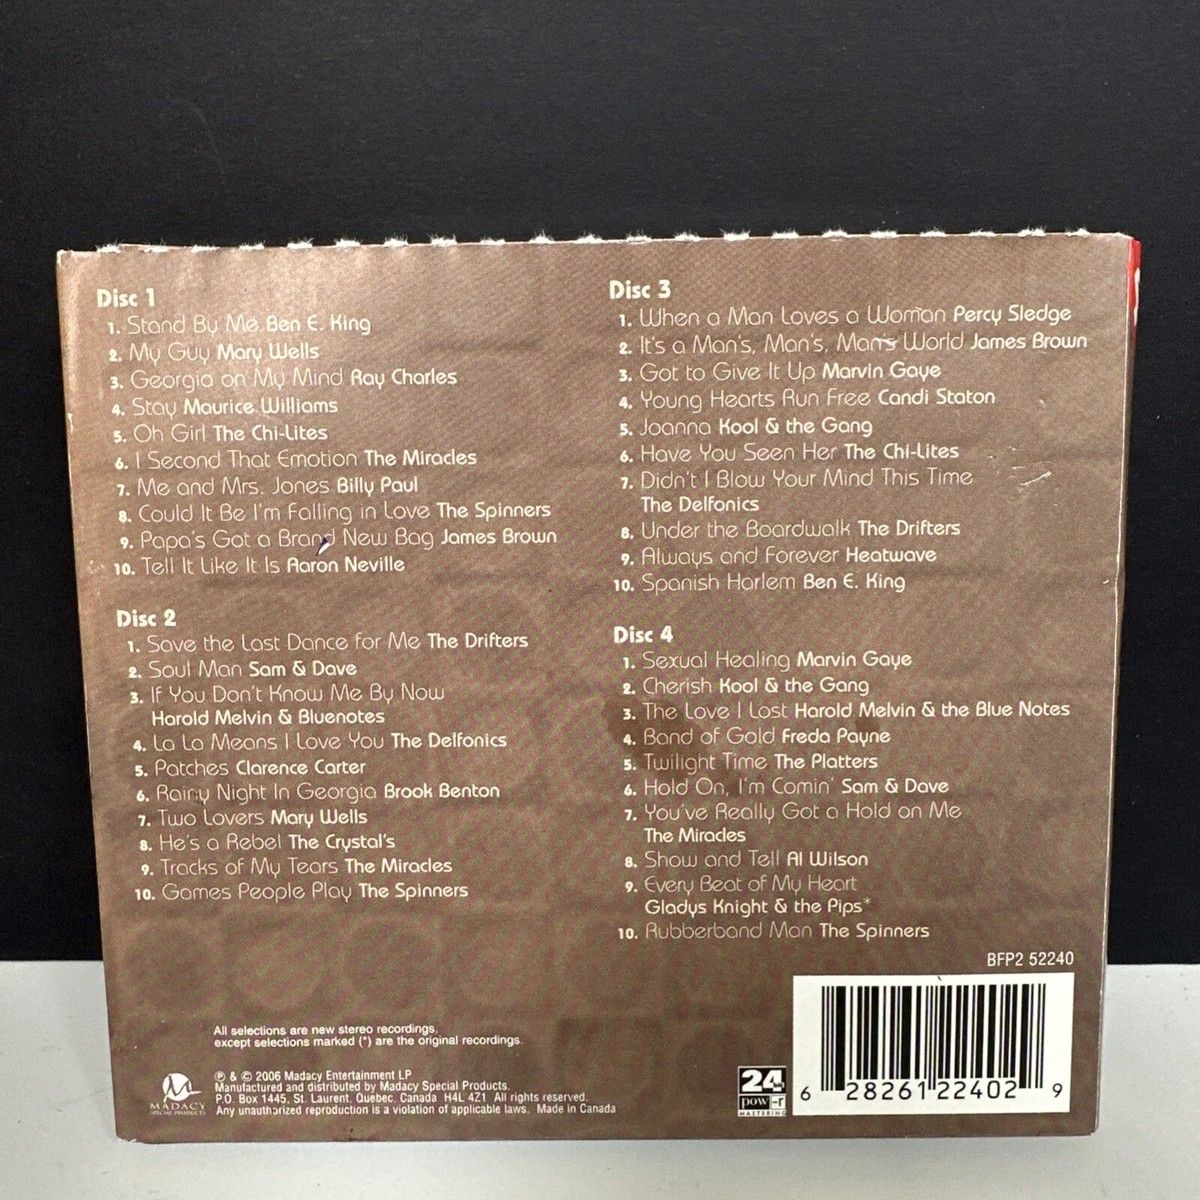 Disc 1
1. Stand By Me Ben E. King
2. My Guy Mary Wells
3. Georgia on My Mind Ray Charles
4. Stay Maurice Williams
5. Oh Girl The Chi-Lites
6. I Second That Emotion The Miracles
7. Me and Mrs. Jones Billy Paul
8. Could It Be I'm Falling in Love The Spinners
9. Papa's Got a Brand New Bag James Brown
10. Tell It Like It Is Aaron Neville
Disc 2
1. Save the Last Dance for Me The Drifters
2. Soul Man Sam & Dave
3. If You Don't Know Me By Now
Harold Melvin & Bluenotes
4. La La Means I Love You The Delfonics
5. Patches Clarence Carter
6. Rainy Night In Georgia Brook Benton
7. Two Lovers Mary Wells
8. He's a Rebel The Crystal's
9. Tracks of My Tears The Miracles
10. Games People Play The Spinners
Disc 3
1. When a Man Loves a Woman Percy Sledge
2. It's a Man's, Man's, Man's World James Brown
3. Got to Give It Up Marvin Gaye
4. Young Hearts Run Free Candi Staton
5. Joanna Kool & the Gang
6. Have You Seen Her The Chi-Lites
7. Didn't I Blow Your Mind This Time
The Delfonics
8. Under the Boardwalk The Drifters
9. Always and Forever Heatwave
10. Spanish Harlem Ben E. King
Disc 4
1. Sexual Healing Marvin Gaye
2. Cherish Kool & the Gang
3. The Love I Lost Harold Melvin & the Blue Notes
4. Band of Gold Freda Payne
5. Twilight Time The Platters
6. Hold On, I'm Comin' Sam & Dave
7. You've Really Got a Hold on Me
The Miracles
8. Show and Tell Al Wilson
9. Every Beat of My Heart
Gladys Knight & the Pips*
10. Rubberband Man The Spinners
BFP2 52240
All selections are new stereo recordings,
except selections marked (*) are the original recordings.
℗ & © 2006 Madacy Entertainment LP
Manufactured and distributed by Madacy Special Products.
P.O. Box 1445, St. Laurent, Quebec, Canada H4L 4Z1 All rights reserved.
Any unauthorized reproduction is a violation of applicable laws. Made in Canada
MADACY
SPECIAL PRODUCTS
24
pow-r
MASTERING
6 28261 22402 9